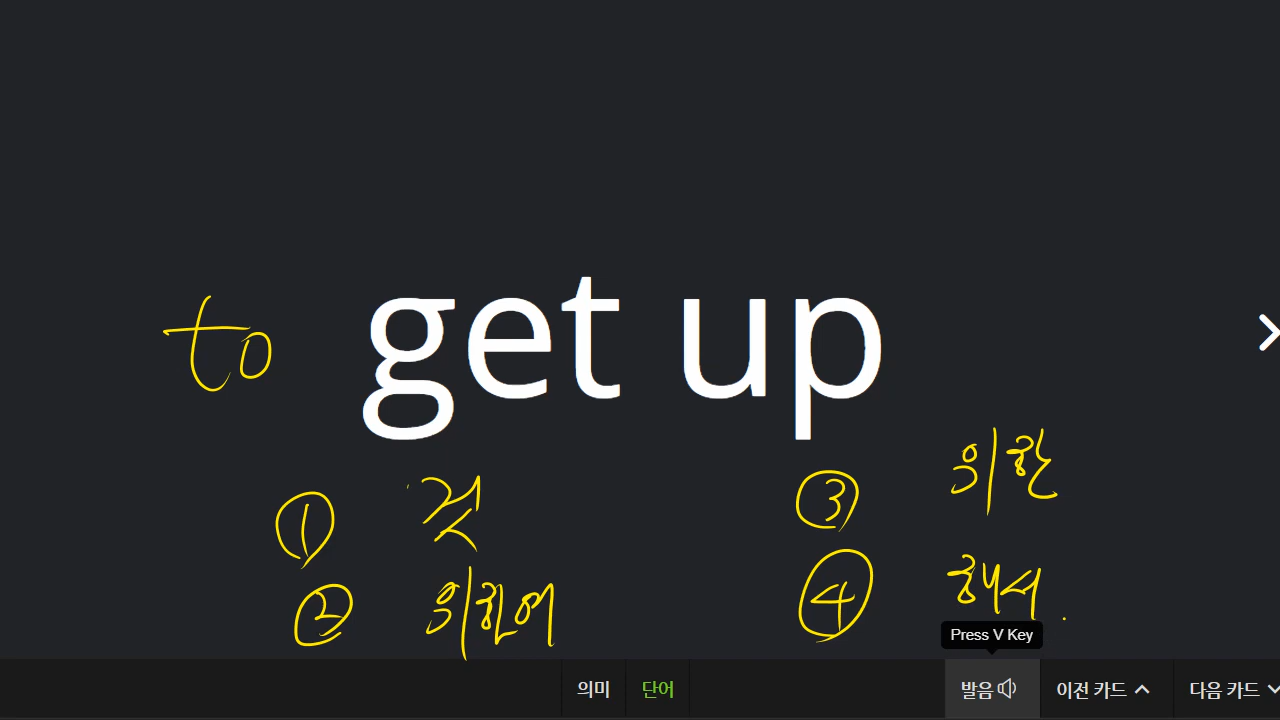 to get up
① 것
② 위한여
③ 위한
④ 해서.
Press V Key
의미 단어 발음 이전 카드 다음 카드